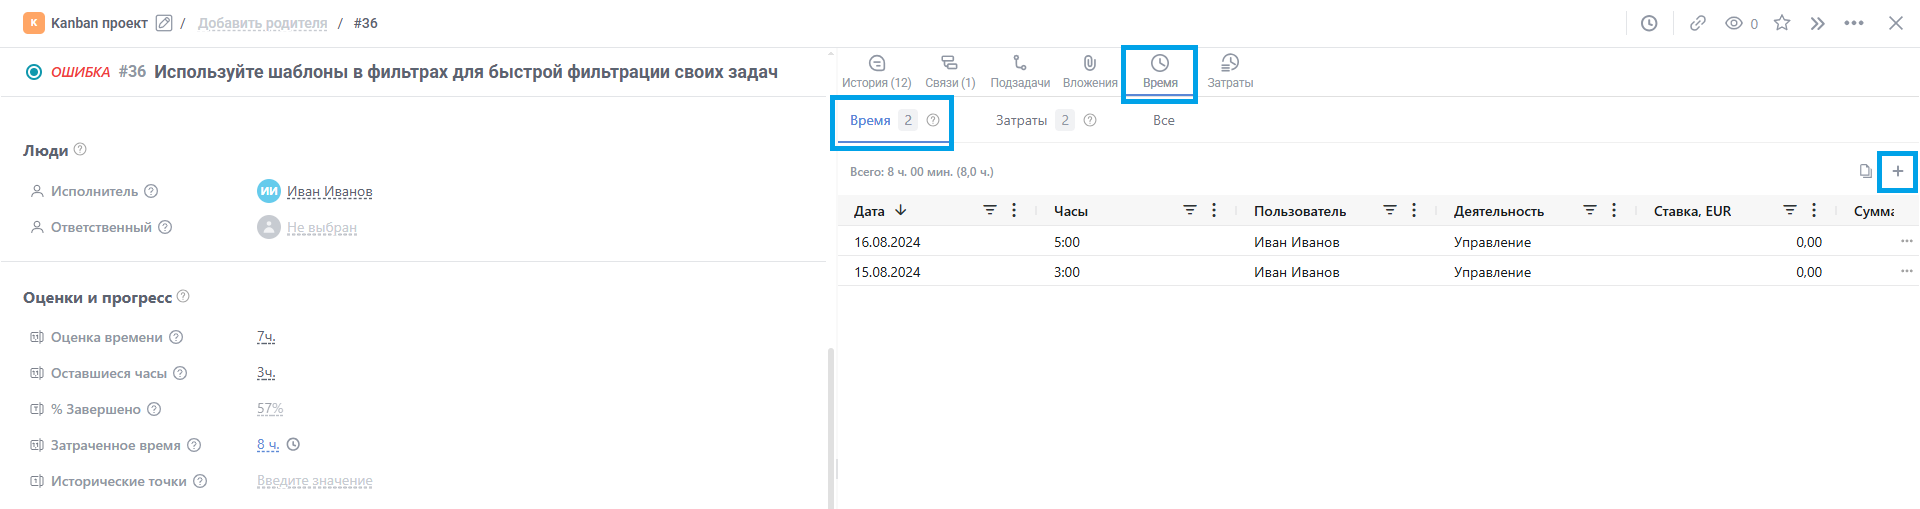 K Kanban проект / Добавить родителя / #36 0
ОШИБКА #36 Используйте шаблоны в фильтрах для быстрой фильтрации своих задач
Люди
Исполнитель ИИ Иван Иванов
Ответственный Не выбран
Оценки и прогресс
Оценка времени 7ч.
Оставшиеся часы 3ч.
% Завершено 57%
Затраченное время 8 ч.
Исторические точки Введите значение
История (12) Связи (1) Подзадачи Вложения Время Затраты
Время 2 Затраты 2 Все
Всего: 8 ч. 00 мин. (8,0 ч.)
Дата Часы Пользователь Деятельность Ставка, EUR Сумма
16.08.2024 5:00 Иван Иванов Управление 0,00
15.08.2024 3:00 Иван Иванов Управление 0,00